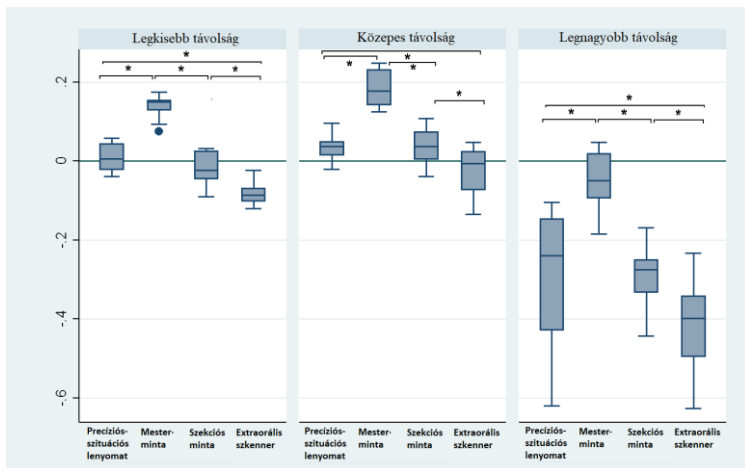 Legkisebb távolság
Közepes távolság
Legnagyobb távolság
*
* * *
*
* *
*
*
* * *
.2
0
-.2
-.4
-.6
Precíziós-
szituációs
lenyomat
Mester-
minta
Szekciós
minta
Extraorális
szkenner
Precíziós-
szituációs
lenyomat
Mester-
minta
Szekciós
minta
Extraorális
szkenner
Precíziós-
szituációs
lenyomat
Mester-
minta
Szekciós
minta
Extraorális
szkenner